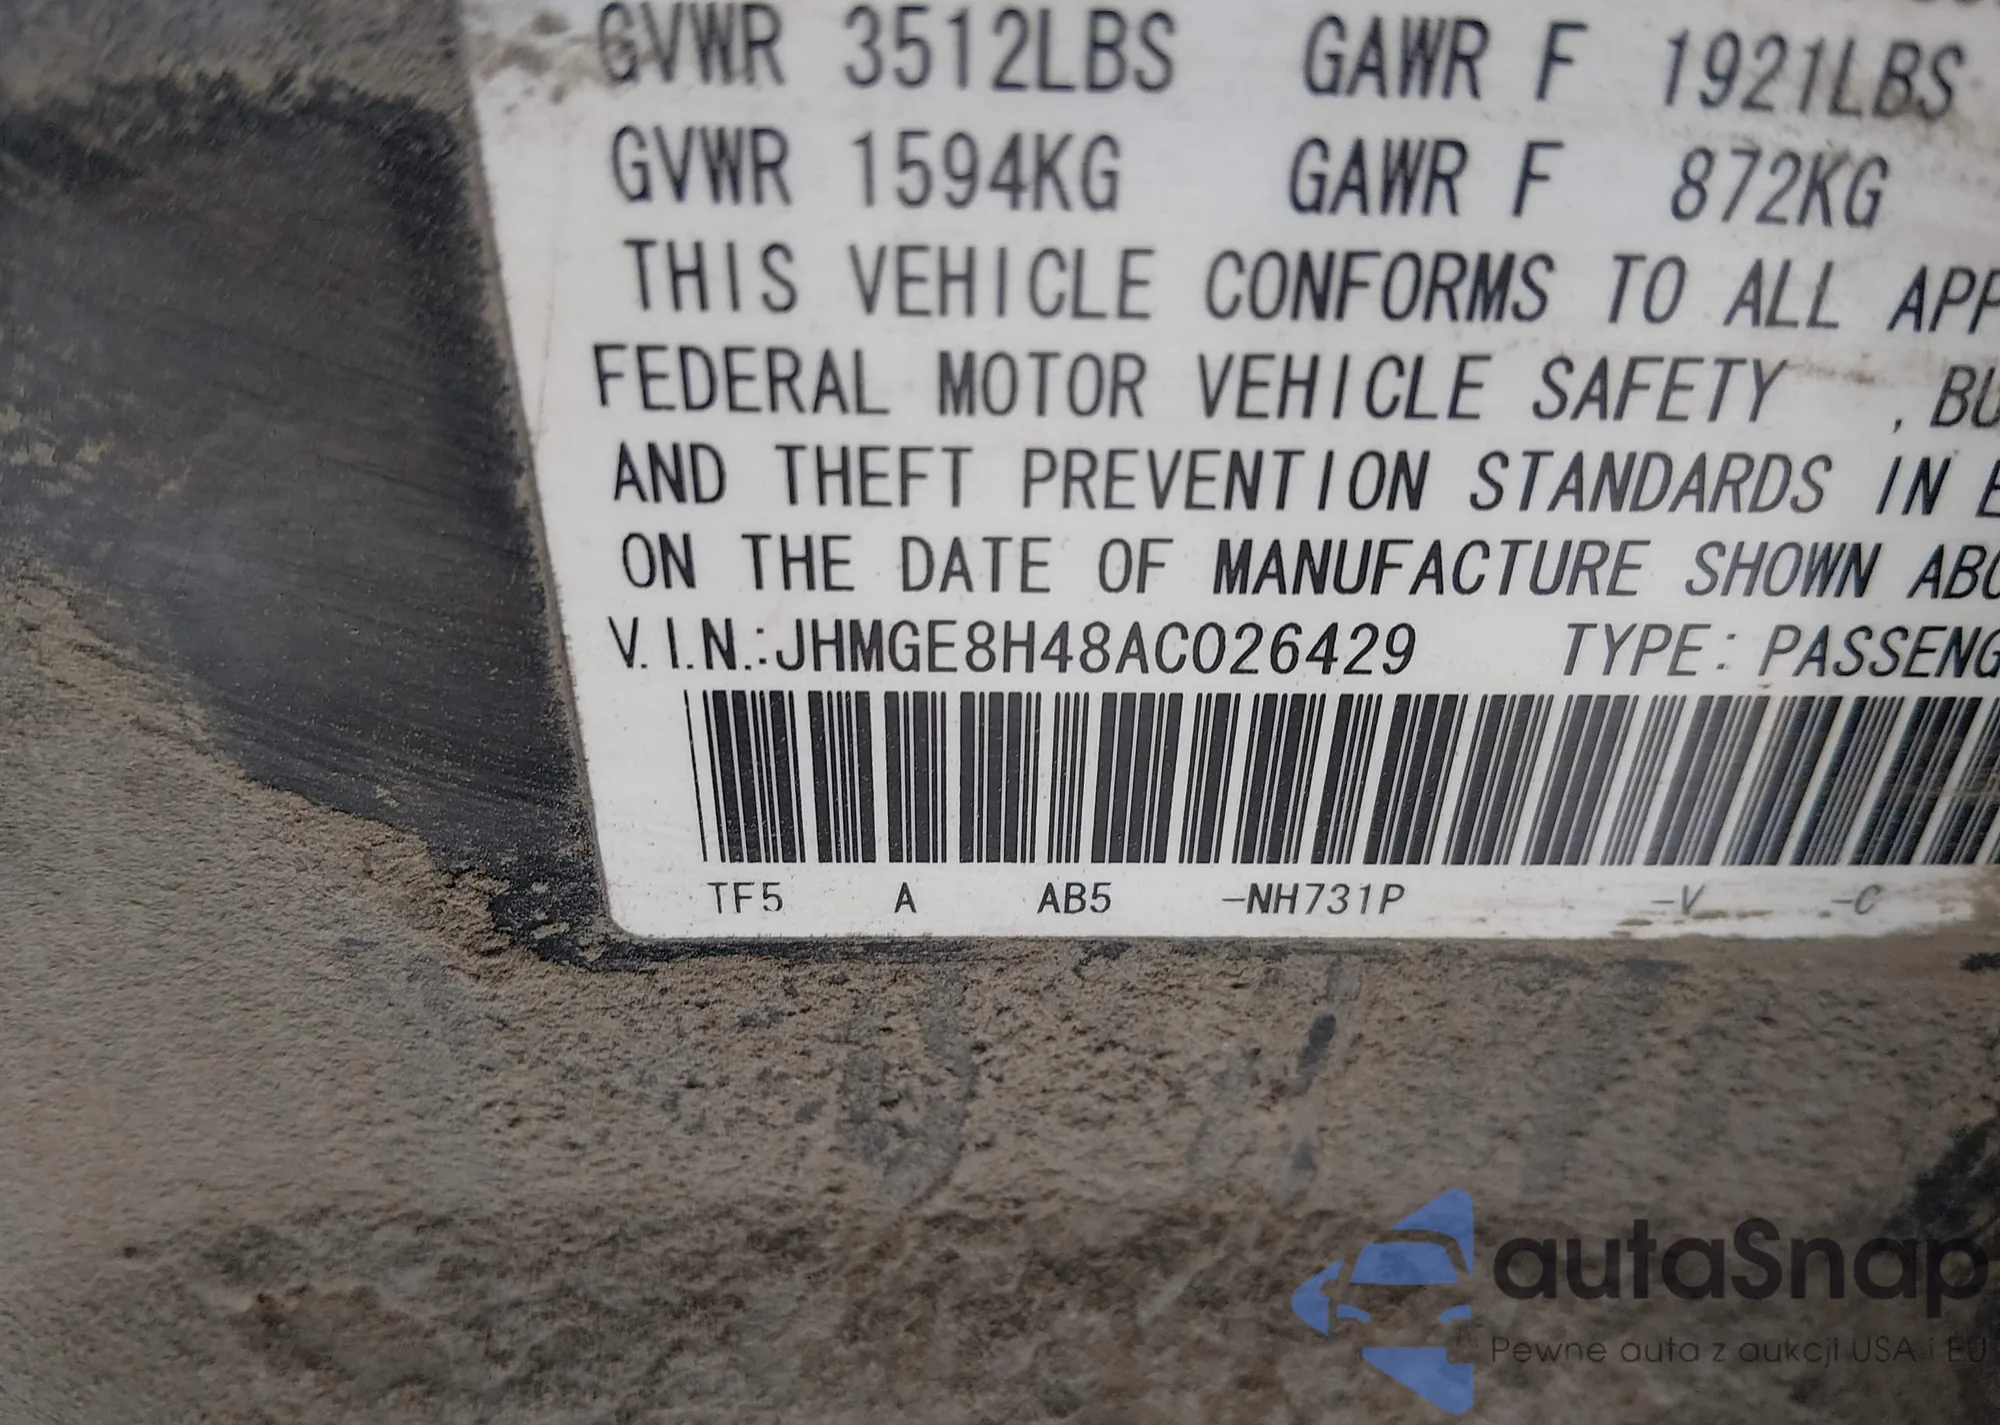 GVWR 3512LBS GAWR F 1921LBS
GVWR 1594KG GAWR F 872KG
THIS VEHICLE CONFORMS TO ALL APP
FEDERAL MOTOR VEHICLE SAFETY , BU
AND THEFT PREVENTION STANDARDS IN E
ON THE DATE OF MANUFACTURE SHOWN ABO
V.I.N.:JHMGE8H48AC026429 TYPE: PASSENG
TF5 A AB5 -NH731P -V -C
autaSnap
Pewne auta z aukcji USA i EU